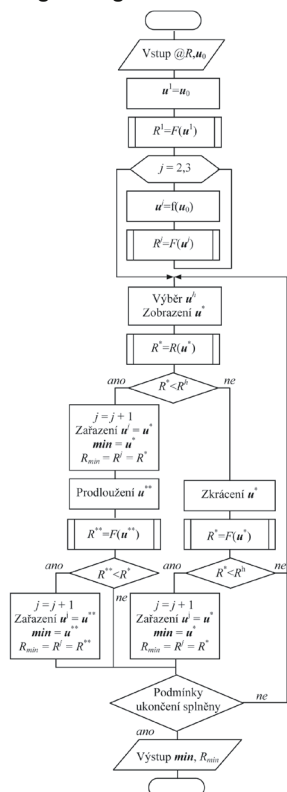 Vstup @R,u₀
u¹=u₀
R¹=F(u¹)
j = 2,3
uʲ=f(u₀)
Rʲ=F(uʲ)
Výběr uʰ
Zobrazení u*
R*=R(u*)
ano
R*<Rʰ
ne
j = j + 1
Zařazení uʲ = u*
min = u*
Rmin = Rʲ = R*
Prodloužení u**
Zkrácení u*
R**=F(u**)
R*=F(u*)
ano
R**<R*
ne
ano
R*<Rʰ
ne
j = j + 1
Zařazení uʲ = u**
min = u**
Rmin = Rʲ = R**
j = j + 1
Zařazení uʲ = u*
min = u*
Rmin = Rʲ = R*
Podmínky
ukončení splněny
ne
ano
Výstup min, Rmin